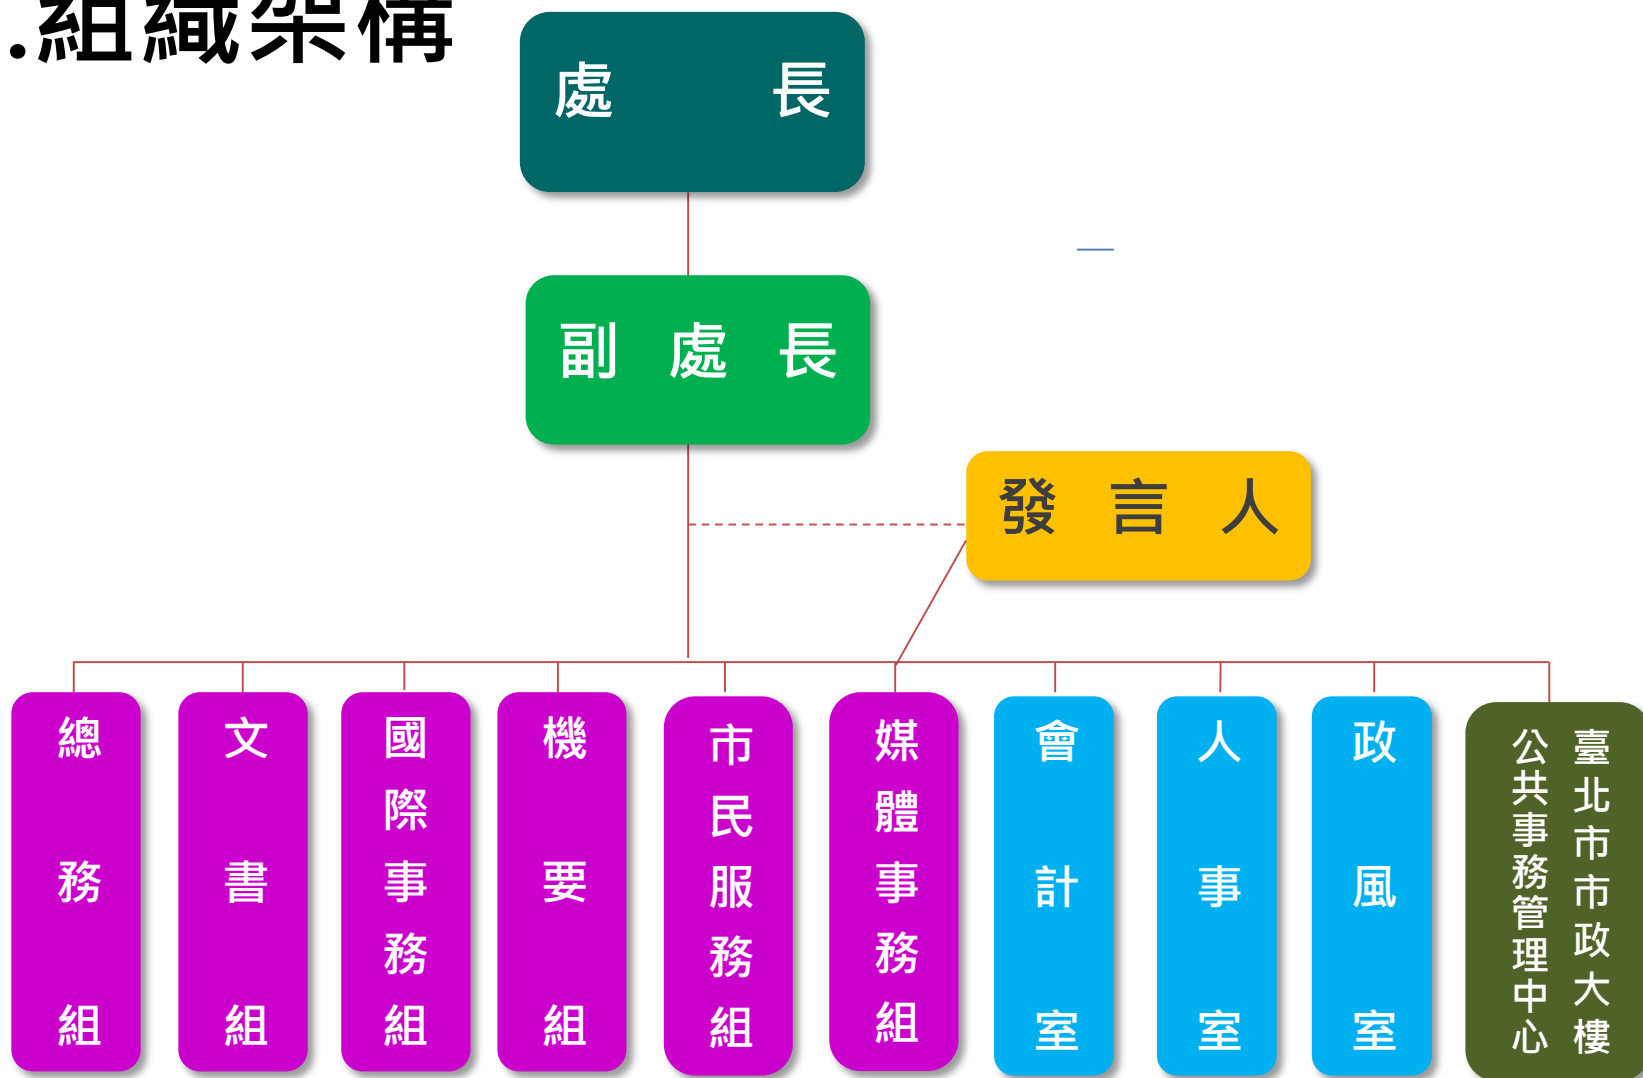 .組織架構
處長
副處長
發言人
總務組
文書組
國際事務組
機要組
市民服務組
媒體事務組
會計室
人事室
政風室
臺北市市政大樓
公共事務管理中心